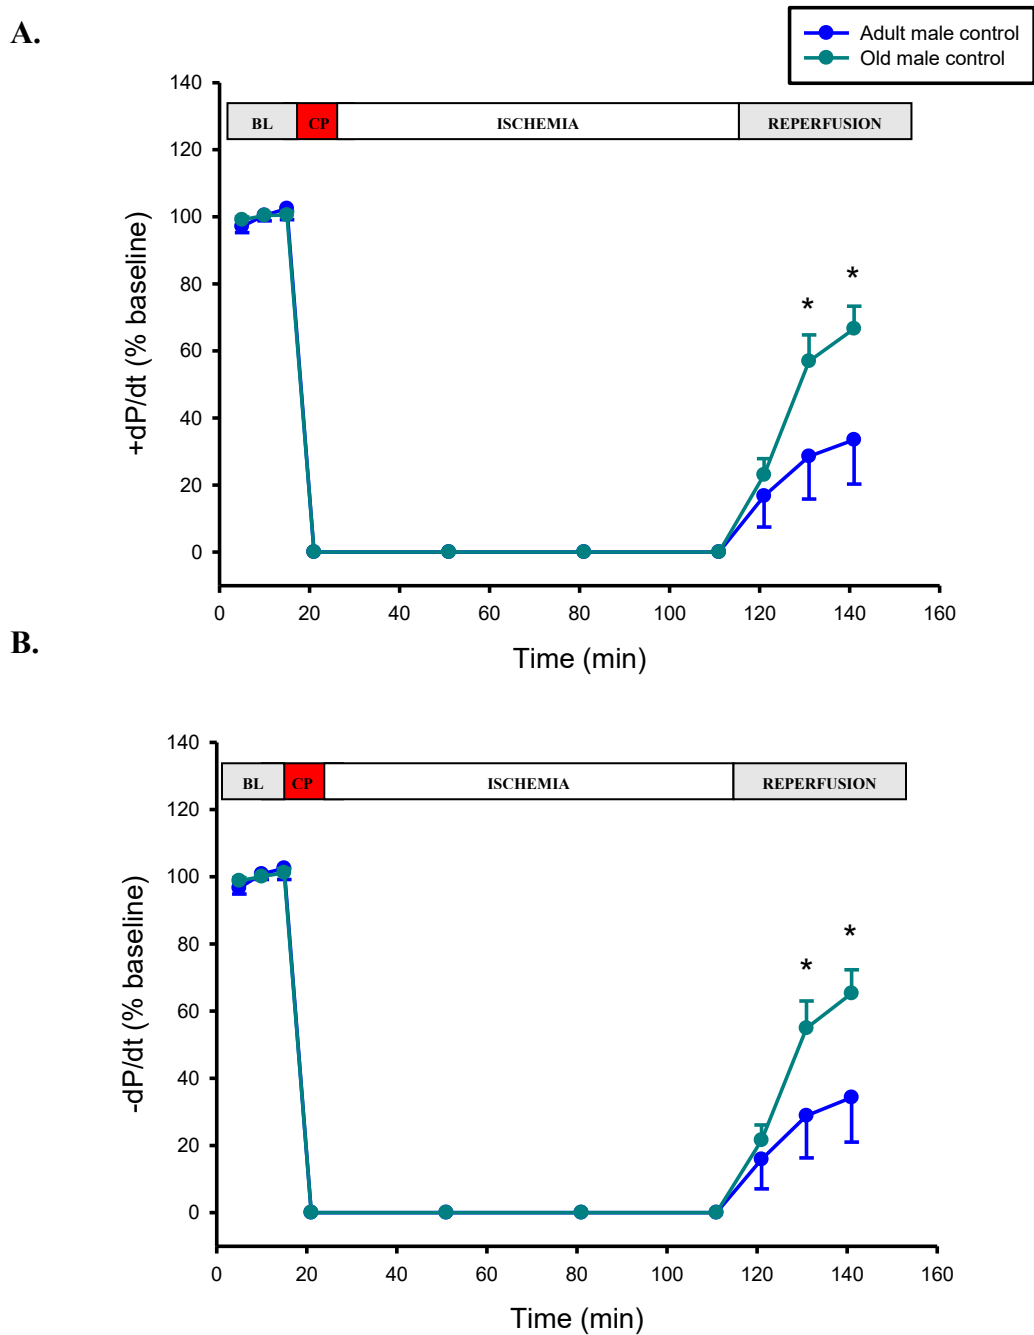 A.
Adult male control
Old male control
140
120
100
80
60
40
20
0
+dP/dt (% baseline)
BL CP ISCHEMIA REPERFUSION
*
*
0 20 40 60 80 100 120 140 160
Time (min)
B.
140
120
100
80
60
40
20
0
-dP/dt (% baseline)
BL CP ISCHEMIA REPERFUSION
*
*
0 20 40 60 80 100 120 140 160
Time (min)